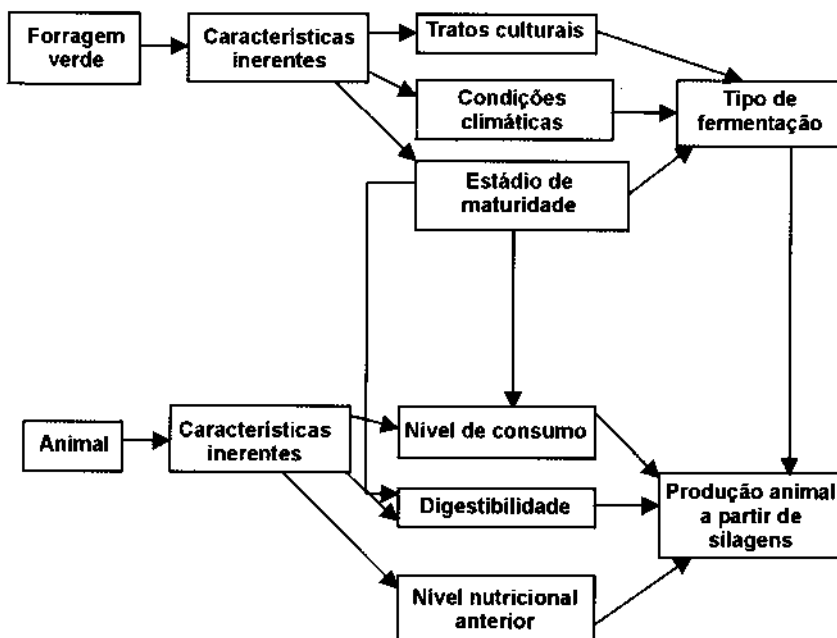 Forragem
verde
Características
inerentes
Tratos culturais
Condições
climáticas
Estádio de
maturidade
Tipo de
fermentação
Animal
Características
inerentes
Nível de consumo
Digestibilidade
Nível nutricional
anterior
Produção animal
a partir de
silagens